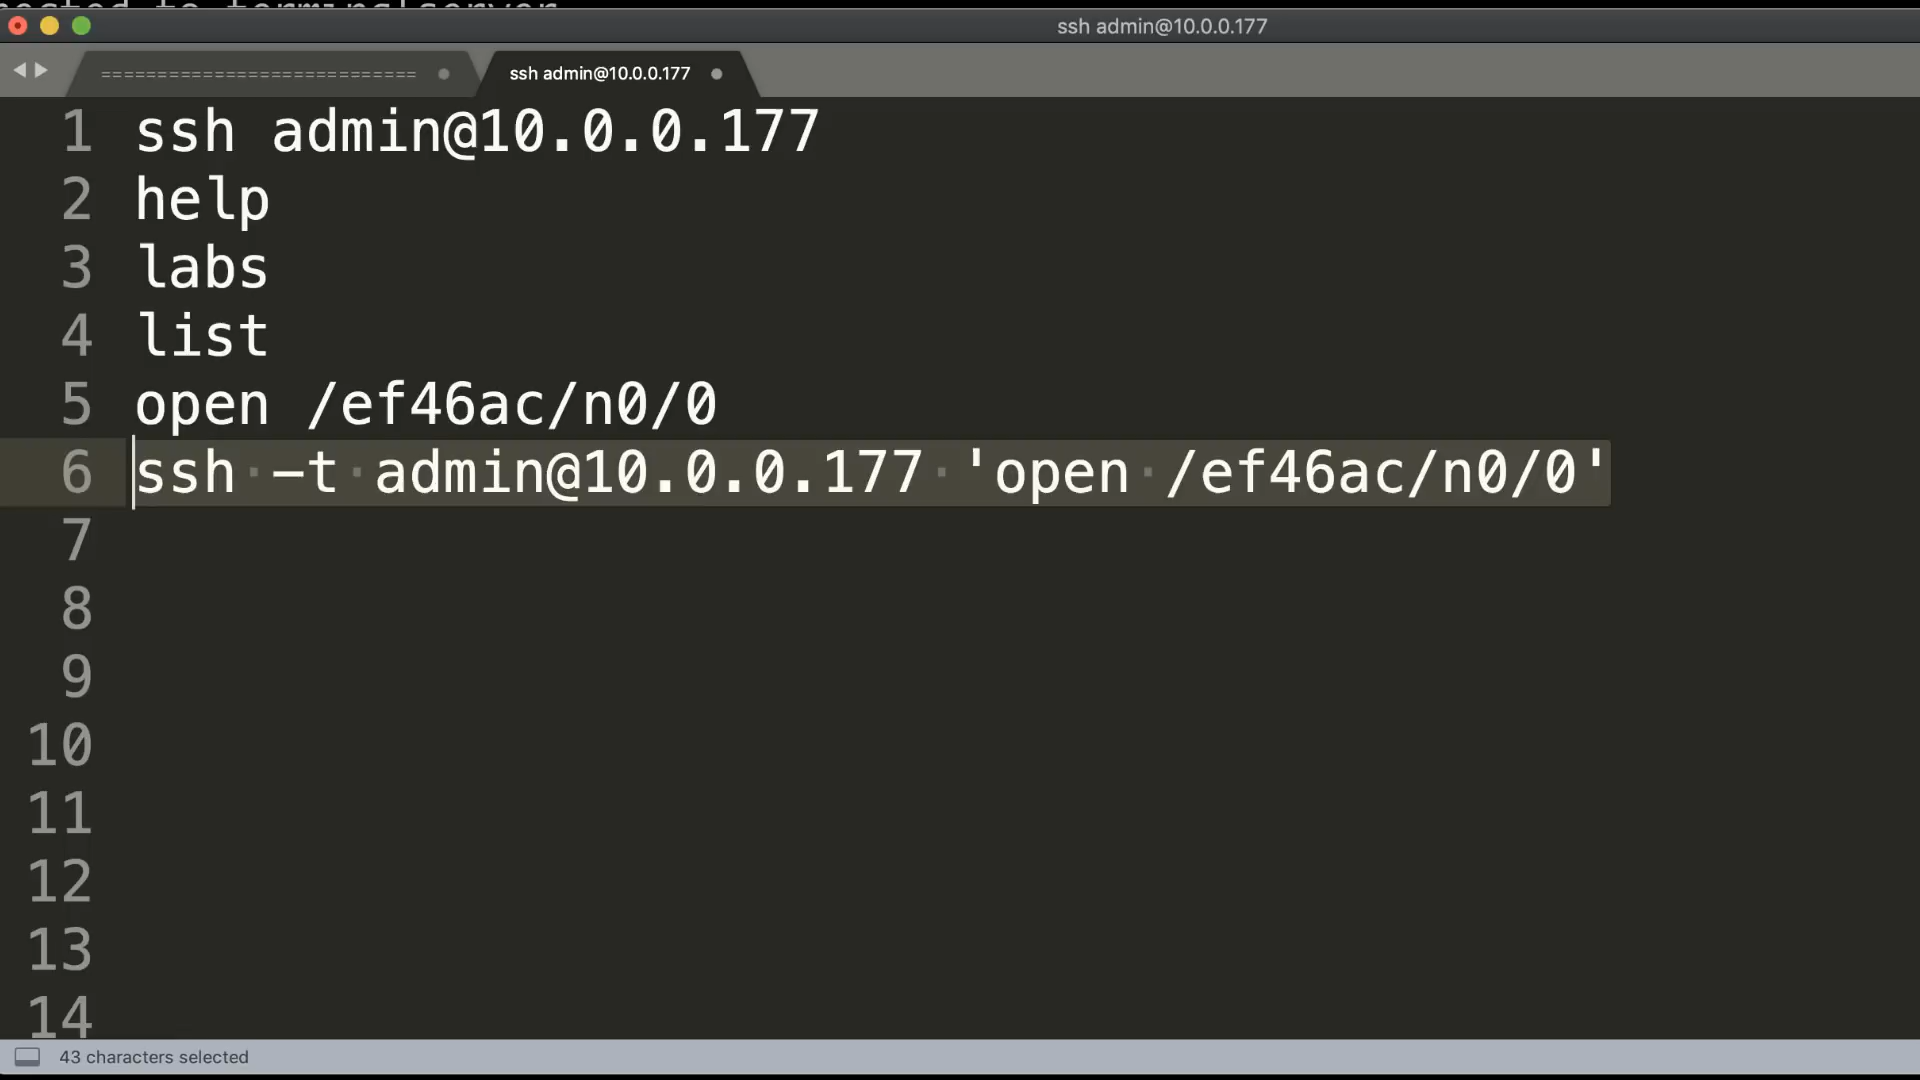 ssh admin@10.0.0.177
=========================== ssh admin@10.0.0.177
1 ssh admin@10.0.0.177
2 help
3 labs
4 list
5 open /ef46ac/n0/0
6 ssh -t admin@10.0.0.177 'open /ef46ac/n0/0'
7
8
9
10
11
12
13
14
43 characters selected